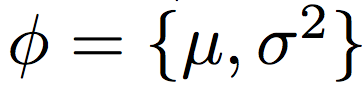 ϕ = {μ, σ²}